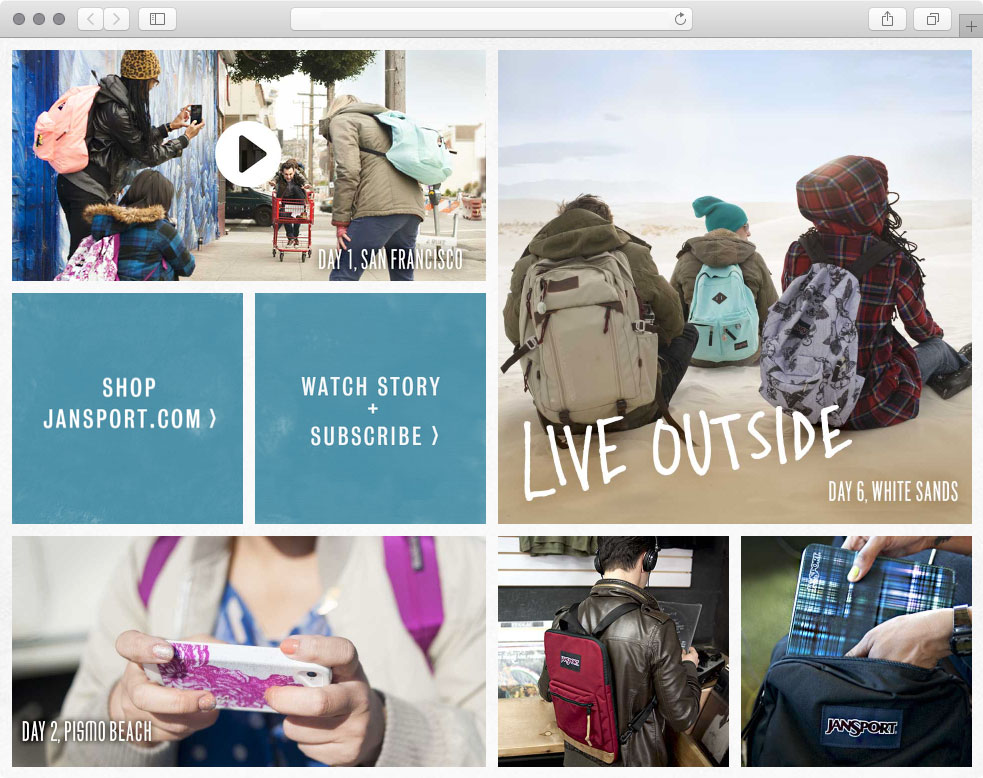 DAY 1, SAN FRANCISCO
SHOP
JANSPORT.COM >
WATCH STORY
+
SUBSCRIBE >
LIVE OUTSIDE
DAY 6, WHITE SANDS
DAY 2, PISMO BEACH
JANSPORT
JANSPORT
JANSPORT